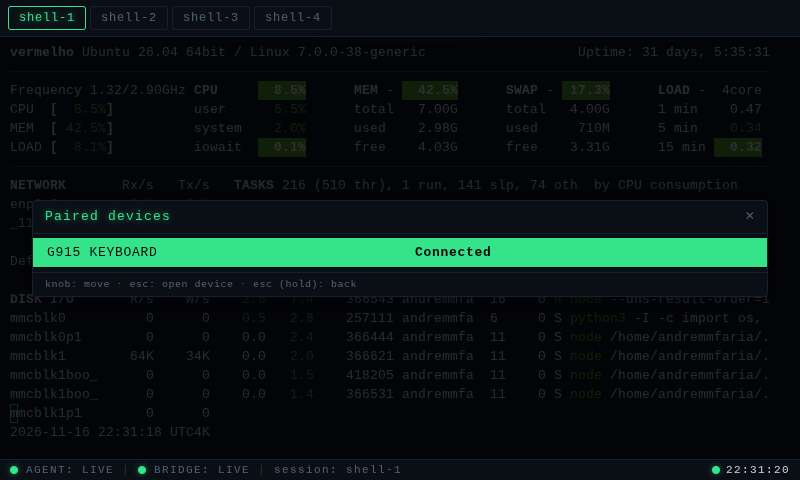 shell-1 shell-2 shell-3 shell-4
vermelho Ubuntu 26.04 64bit / Linux 7.0.0-38-generic Uptime: 31 days, 5:35:31
Frequency 1.32/2.90GHz CPU 8.5% MEM - 42.5% SWAP - 17.3% LOAD - 4core
CPU [ 8.5%] user 5.5% total 7.00G total 4.00G 1 min 0.47
MEM [ 42.5%] system 2.0% used 2.98G used 710M 5 min 0.34
LOAD [ 8.1%] iowait 0.1% free 4.03G free 3.31G 15 min 0.32
NETWORK Rx/s Tx/s TASKS 216 (510 thr), 1 run, 141 slp, 74 oth by CPU consumption
Paired devices ×
G915 KEYBOARD Connected
knob: move · esc: open device · esc (hold): back
DISK I/O R/s W/s 366543 andremmfa 16 0 R node --dns-result-order=i
mmcblk0 0 0 0.5 2.8 257111 andremmfa 6 0 S python3 -I -c import os,
mmcblk0p1 0 0 0.0 2.4 366444 andremmfa 11 0 S node /home/andremmfaria/.
mmcblk1 64K 34K 0.0 2.0 366621 andremmfa 11 0 S node /home/andremmfaria/.
mmcblk1boo_ 0 0 0.0 1.5 418205 andremmfa 11 0 S node /home/andremmfaria/.
mmcblk1boo_ 0 0 0.0 1.4 366531 andremmfa 11 0 S node /home/andremmfaria/.
mmcblk1p1 0 0
2026-11-16 22:31:18 UTC4K
AGENT: LIVE | BRIDGE: LIVE | session: shell-1 22:31:20